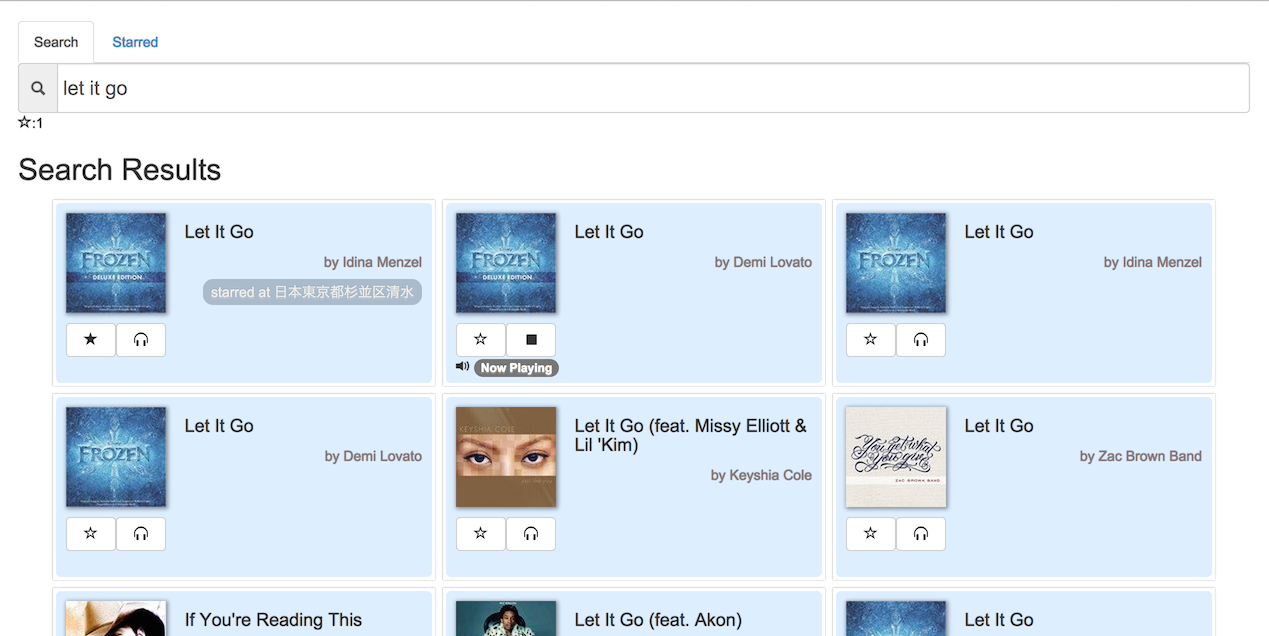 Search Starred
let it go
☆:1
Search Results
FROZEN
DELUXE EDITION
Let It Go
by Idina Menzel
starred at 日本東京都杉並区清水
FROZEN
DELUXE EDITION
Let It Go
by Demi Lovato
Now Playing
FROZEN
Let It Go
by Idina Menzel
FROZEN
Let It Go
by Demi Lovato
KEYSHIA COLE
just like you
Let It Go (feat. Missy Elliott &
Lil 'Kim)
by Keyshia Cole
You get what
You give
ZAC BROWN BAND
Let It Go
by Zac Brown Band
If You're Reading This
Let It Go (feat. Akon)
FROZEN
Let It Go